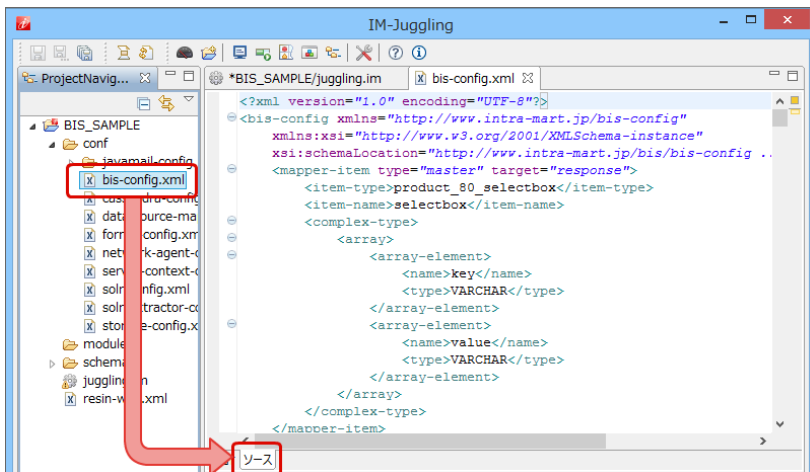 IM-Juggling
ProjectNavig...
*BIS_SAMPLE/juggling.im
bis-config.xml
BIS_SAMPLE
conf
javamail-config
bis-config.xml
module
schema
<?xml version="1.0" encoding="UTF-8"?>
<bis-config xmlns="http://www.intra-mart.jp/bis-config"
xmlns:xsi="http://www.w3.org/2001/XMLSchema-instance"
xsi:schemaLocation="http://www.intra-mart.jp/bis/bis-config ..
<mapper-item type="master" target="response">
<item-type>product_80_selectbox</item-type>
<item-name>selectbox</item-name>
<complex-type>
<array>
<array-element>
<name>key</name>
<type>VARCHAR</type>
</array-element>
<array-element>
<name>value</name>
<type>VARCHAR</type>
</array-element>
</array>
</complex-type>
</mapper-item>
ソース